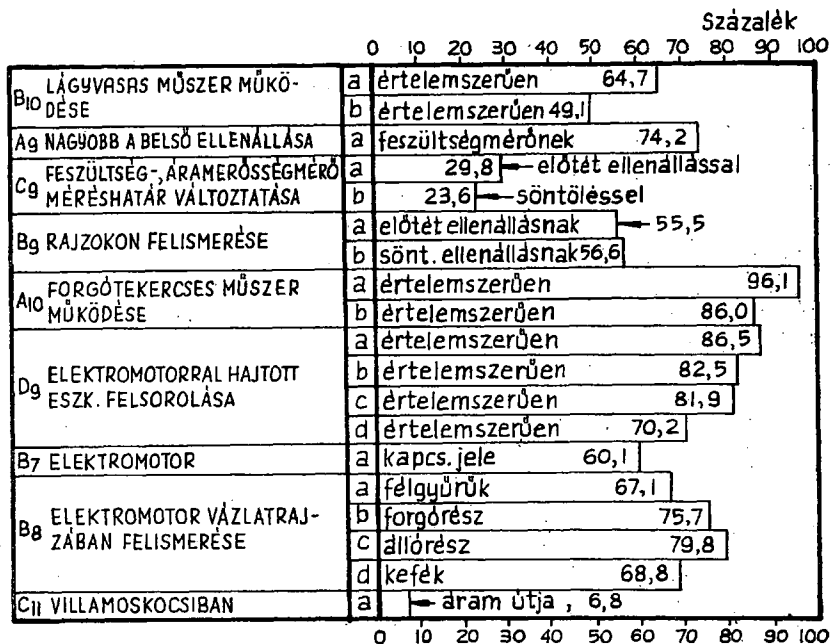 Százalék
0 10 20 30 40 50 60 70 80 90 100
B10 LÁGYVASAS MŰSZER MŰKÖ-
DÉSE
a értelemszerűen 64,7
b értelemszerűen 49,1
A9 NAGYOBB A BELSŐ ELLENÁLLÁSA a feszültségmérőnek 74,2
C9 FESZÜLTSÉG-, ÁRAMERŐSSÉGMÉRŐ
MÉRÉSHATÁR VÁLTOZTATÁSA
a 29,8 előtét ellenállással
b 23,6 söntöléssel
B9 RAJZOKON FELISMERÉSE
a előtét ellenállásnak 55,5
b sönt. ellenállásnak 56,6
A10 FORGÓTEKERCSES MŰSZER
MŰKÖDÉSE
a értelemszerűen 96,1
b értelemszerűen 86,0
D9 ELEKTROMOTORRAL HAJTOTT
ESZK. FELSOROLÁSA
a értelemszerűen 86,5
b értelemszerűen 82,5
c értelemszerűen 81,9
d értelemszerűen 70,2
B7 ELEKTROMOTOR a kapcs. jele 60,1
B8 ELEKTROMOTOR VÁZLATRAJ-
ZÁBAN FELISMERÉSE
a félgyűrűk 67,1
b forgórész 75,7
c állórész 79,8
d kefék 68,8
C11 VILLAMOSKOCSIBAN a áram útja, 6,8
0 10 20 30 40 50 60 70 80 90 100